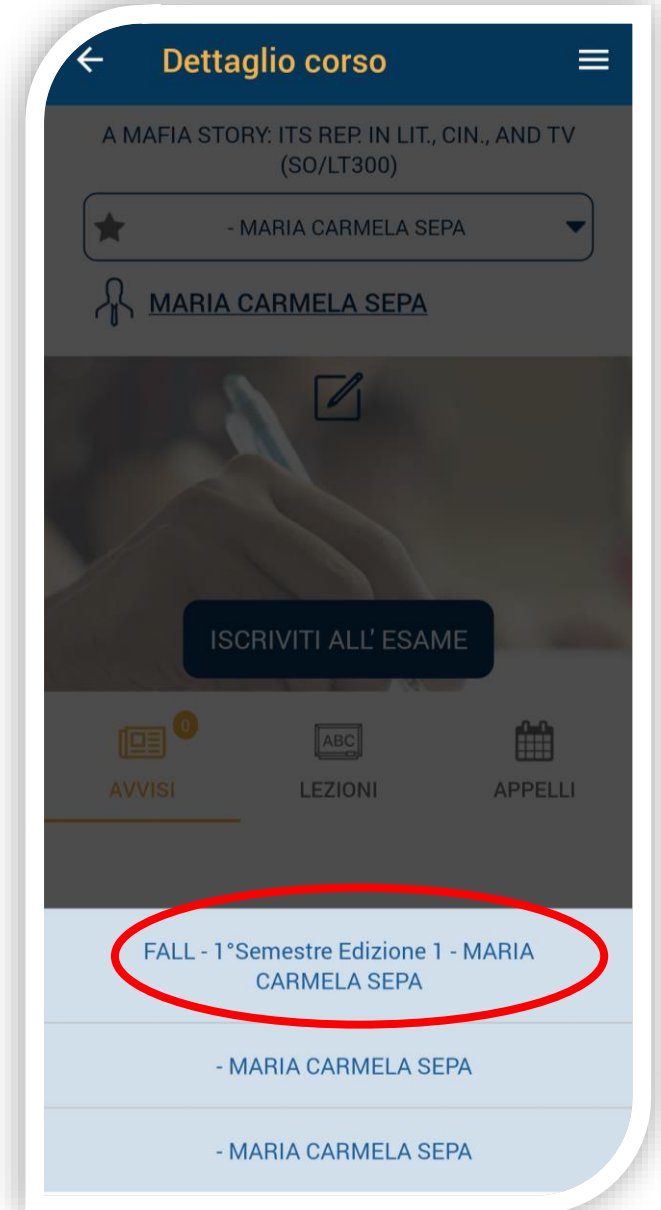 Dettaglio corso
A MAFIA STORY: ITS REP. IN LIT., CIN., AND TV
(SO/LT300)
- MARIA CARMELA SEPA
MARIA CARMELA SEPA
ISCRIVITI ALL' ESAME
0
ABC
AVVISI LEZIONI APPELLI
FALL - 1°Semestre Edizione 1 - MARIA
CARMELA SEPA
- MARIA CARMELA SEPA
- MARIA CARMELA SEPA